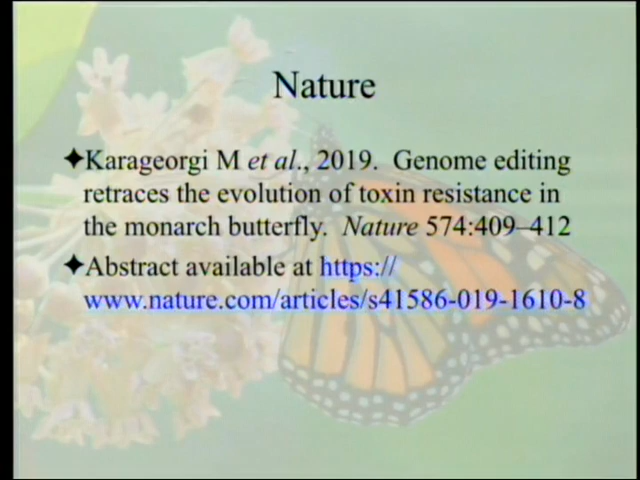 Nature
✦Karageorgi M et al., 2019. Genome editing
retraces the evolution of toxin resistance in
the monarch butterfly. Nature 574:409–412
✦Abstract available at https://
www.nature.com/articles/s41586-019-1610-8